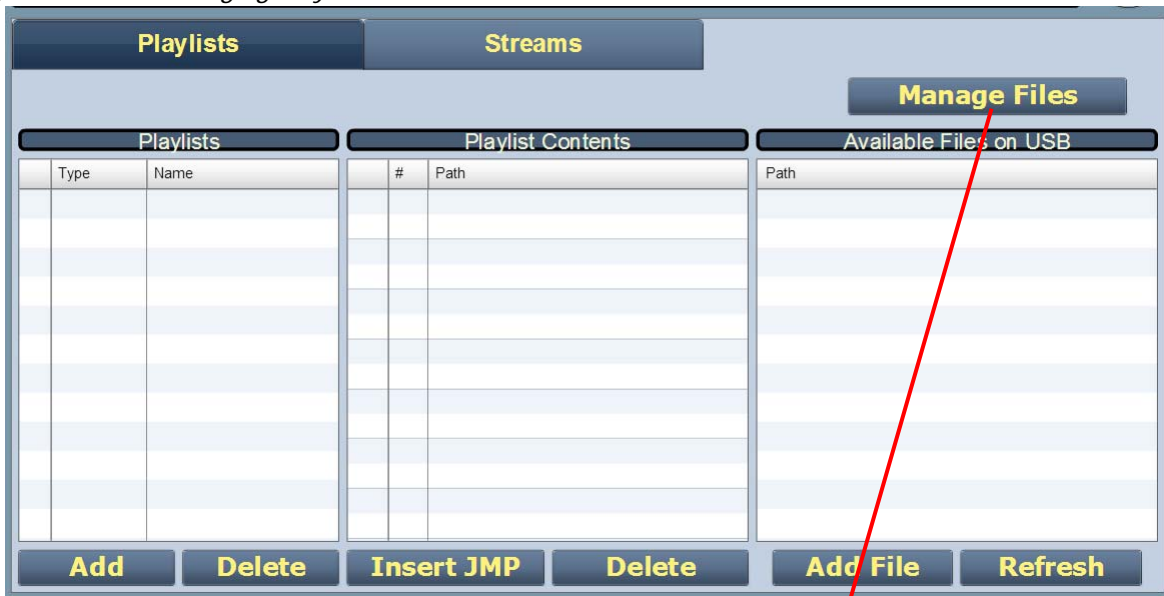 Playlists Streams
Manage Files
Playlists Playlist Contents Available Files on USB
Type Name # Path Path
Add Delete Insert JMP Delete Add File Refresh